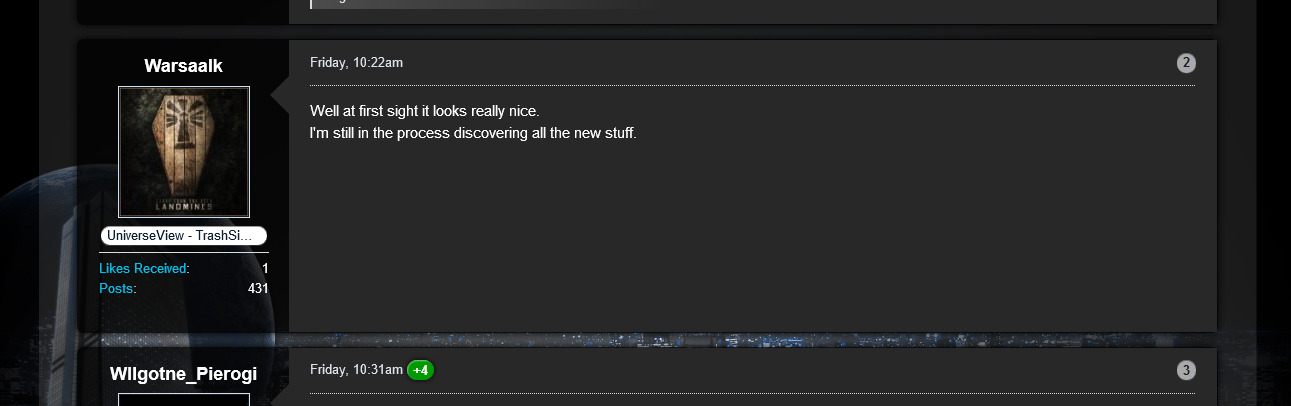 Warsaalk
Friday, 10:22am
2
Well at first sight it looks really nice.
I'm still in the process discovering all the new stuff.
LANDMINES
UniverseView - TrashSi...
Likes Received: 1
Posts: 431
Wilgotne_Pierogi
Friday, 10:31am +4
3